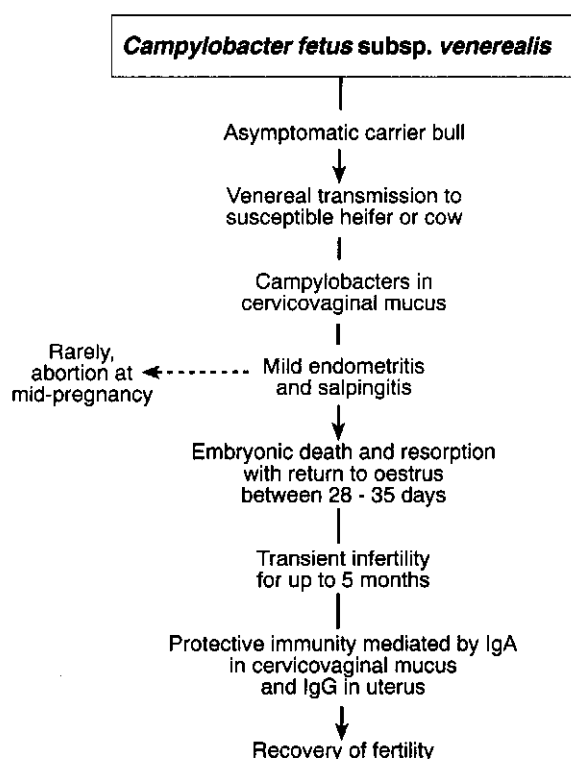 Campylobacter fetus subsp. venerealis
Asymptomatic carrier bull
Venereal transmission to
susceptible heifer or cow
Campylobacters in
cervicovaginal mucus
Rarely,
abortion at
mid-pregnancy
Mild endometritis
and salpingitis
Embryonic death and resorption
with return to oestrus
between 28 - 35 days
Transient infertility
for up to 5 months
Protective immunity mediated by IgA
in cervicovaginal mucus
and IgG in uterus
Recovery of fertility